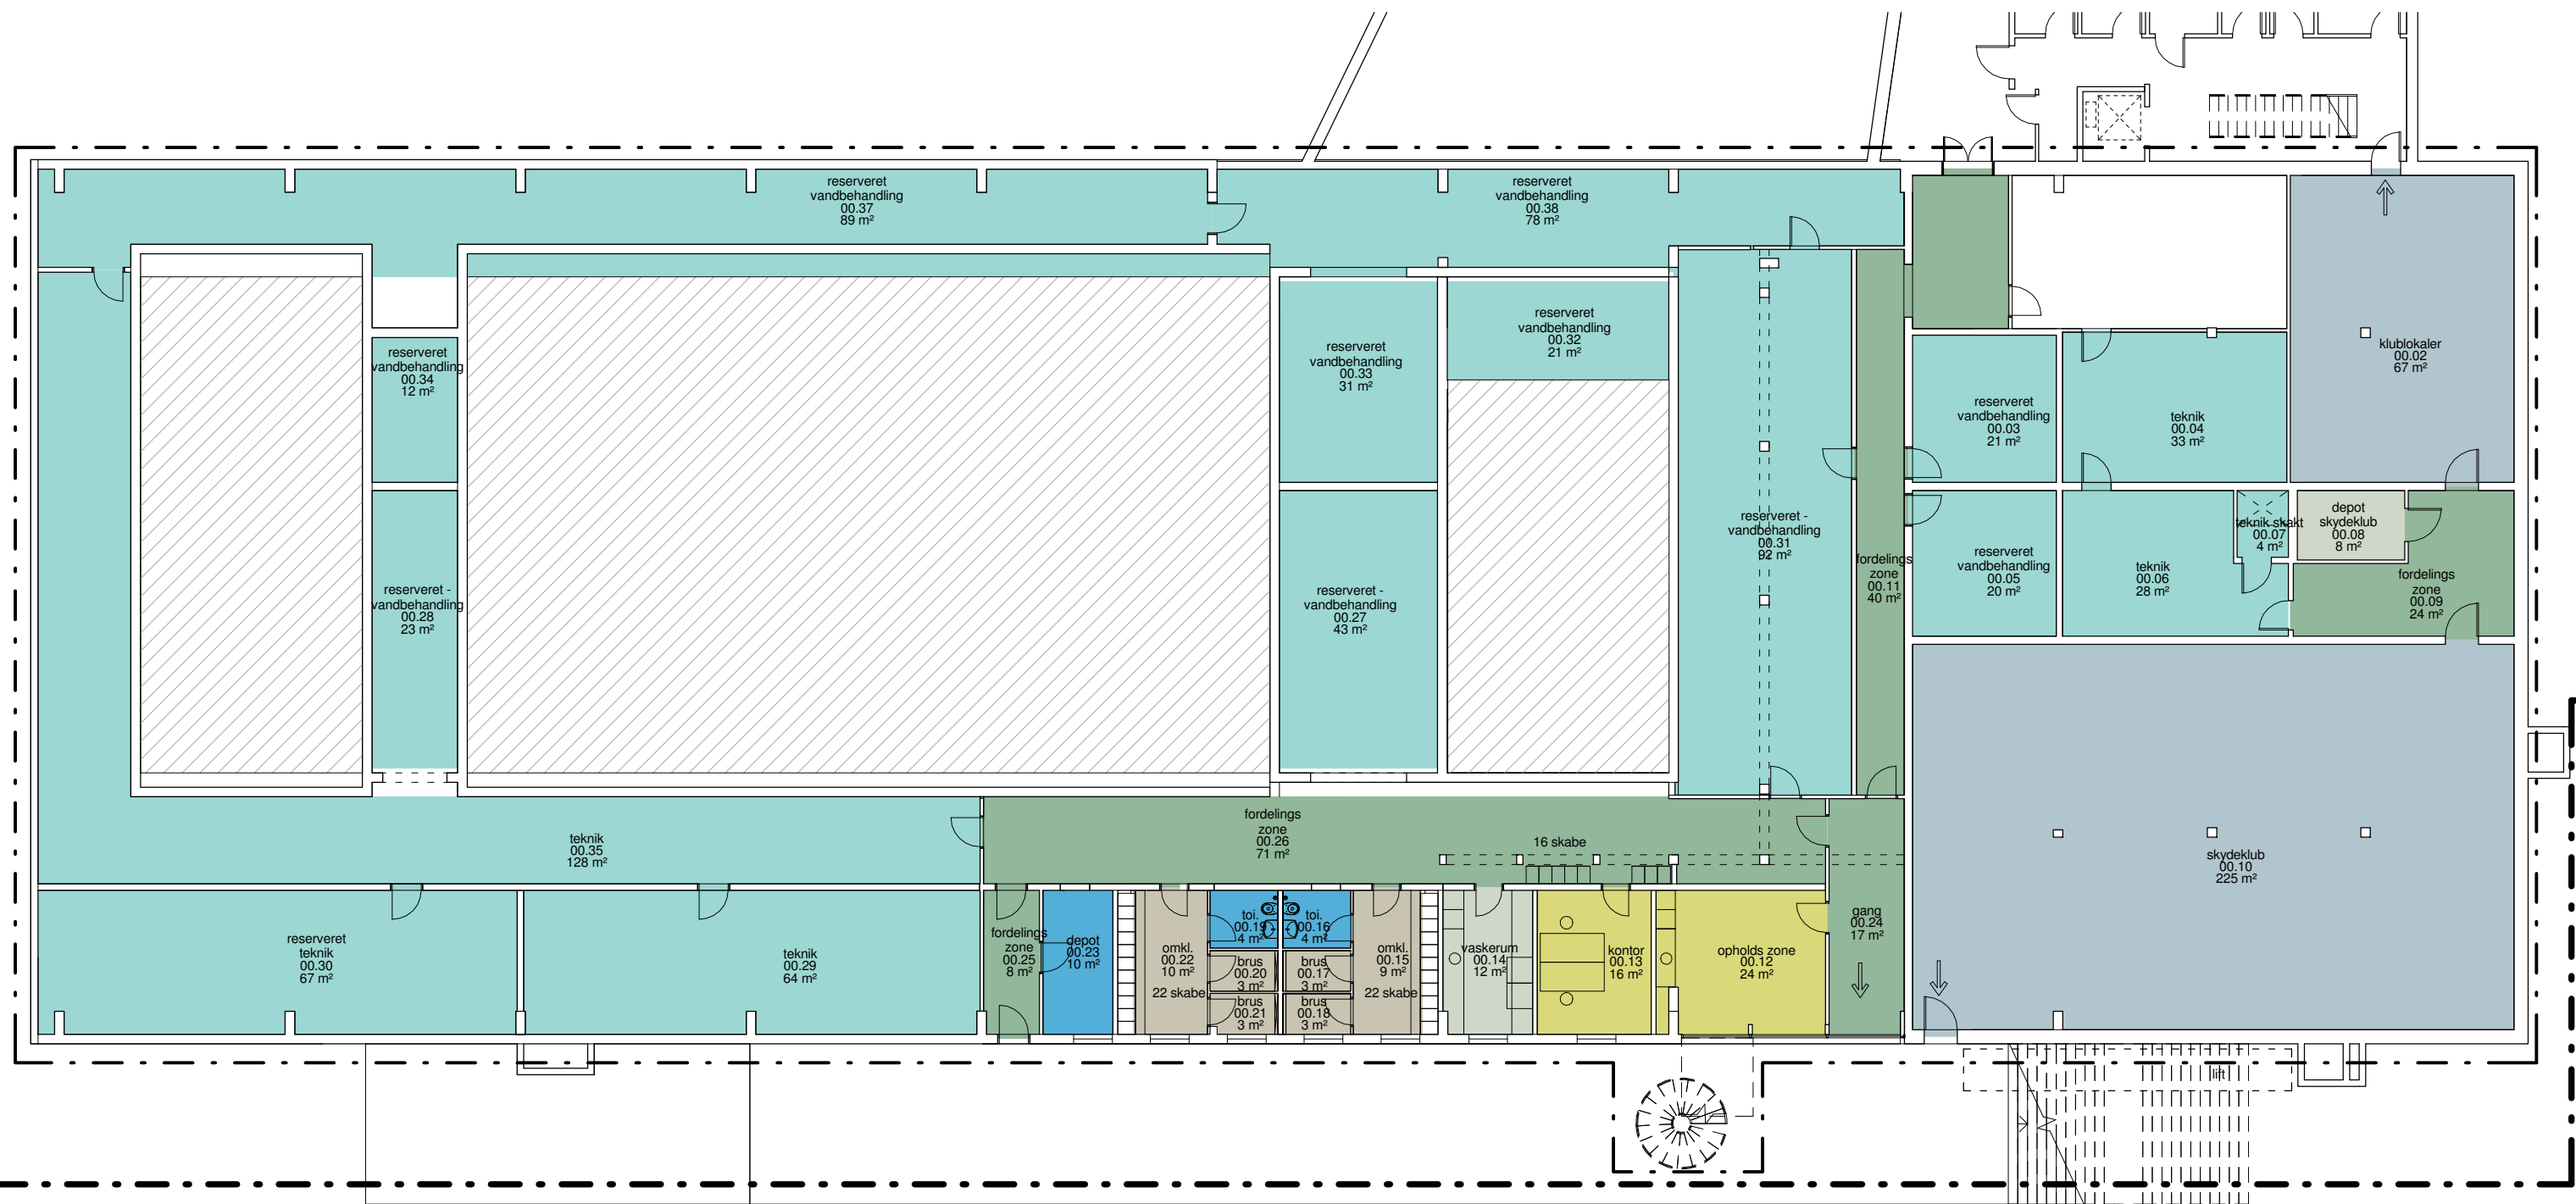 reserveret
vandbehandling
00.37
89 m²
reserveret
vandbehandling
00.38
78 m²
reserveret
vandbehandling
00.34
12 m²
reserveret
vandbehandling
00.33
31 m²
reserveret
vandbehandling
00.32
21 m²
klublokaler
00.02
67 m²
reserveret
vandbehandling
00.03
21 m²
teknik
00.04
33 m²
reserveret -
vandbehandling
00.31
92 m²
teknik skakt
00.07
4 m²
depot
skydeklub
00.08
8 m²
reserveret -
vandbehandling
00.28
23 m²
reserveret -
vandbehandling
00.27
43 m²
fordelings
zone
00.11
40 m²
reserveret
vandbehandling
00.05
20 m²
teknik
00.06
28 m²
fordelings
zone
00.09
24 m²
teknik
00.35
128 m²
fordelings
zone
00.26
71 m²
16 skabe
skydeklub
00.10
225 m²
reserveret
teknik
00.30
67 m²
teknik
00.29
64 m²
fordelings
zone
00.25
8 m²
depot
00.23
10 m²
omkl.
00.22
10 m²
22 skabe
toi.
00.19
4 m²
brus
00.20
3 m²
brus
00.21
3 m²
toi.
00.16
4 m²
brus
00.17
3 m²
brus
00.18
3 m²
omkl.
00.15
9 m²
22 skabe
vaskerum
00.14
12 m²
kontor
00.13
16 m²
opholds zone
00.12
24 m²
gang
00.24
17 m²
lift